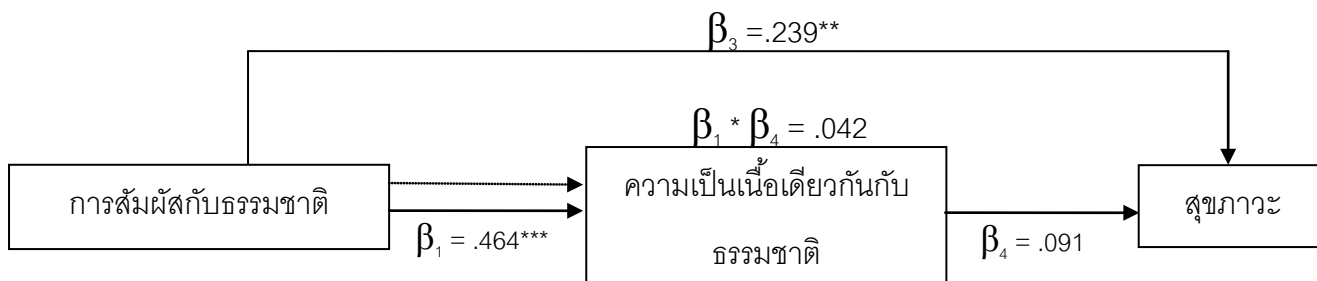 β₃ =.239**
β₁ * β₄ = .042
การสัมผัสกับธรรมชาติ
ความเป็นเนื้อเดียวกันกับ
ธรรมชาติ
สุขภาวะ
β₁ = .464***
β₄ = .091